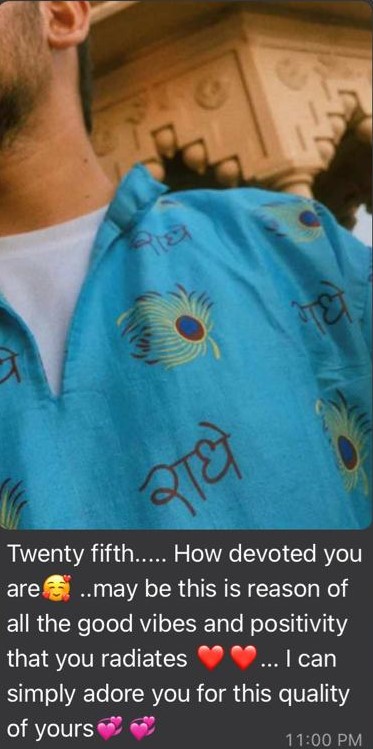 राधे
राधे
धे
राधे
Twenty fifth..... How devoted you
are🥰 ..may be this is reason of
all the good vibes and positivity
that you radiates ❤️❤️... I can
simply adore you for this quality
of yours💞 💞
11:00 PM